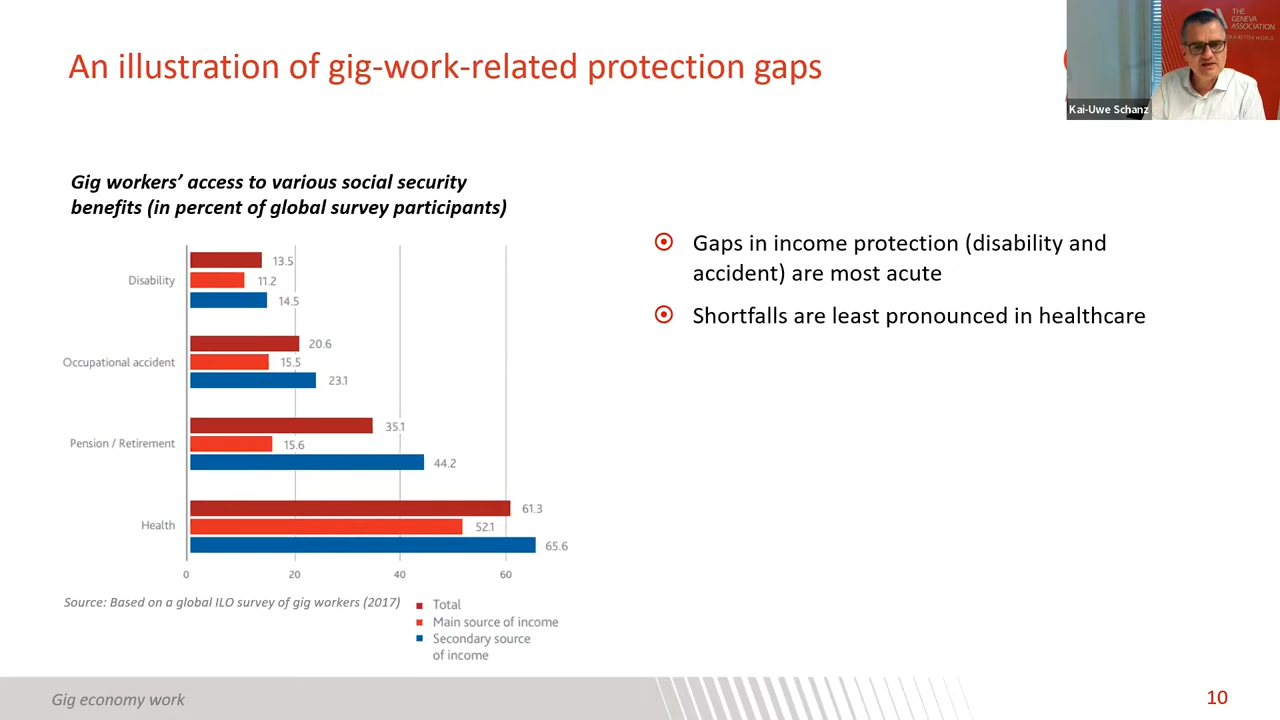 An illustration of gig-work-related protection gaps
THE
GENEVA
ASSOCIATION
Kai-Uwe Schanz
Gig workers’ access to various social security
benefits (in percent of global survey participants)
Disability
13.5
11.2
14.5
Occupational accident
20.6
15.5
23.1
Pension / Retirement
35.1
15.6
44.2
Health
61.3
52.1
65.6
0 20 40 60
Source: Based on a global ILO survey of gig workers (2017)
Total
Main source of income
Secondary source
of income
Gaps in income protection (disability and
accident) are most acute
Shortfalls are least pronounced in healthcare
Gig economy work
10